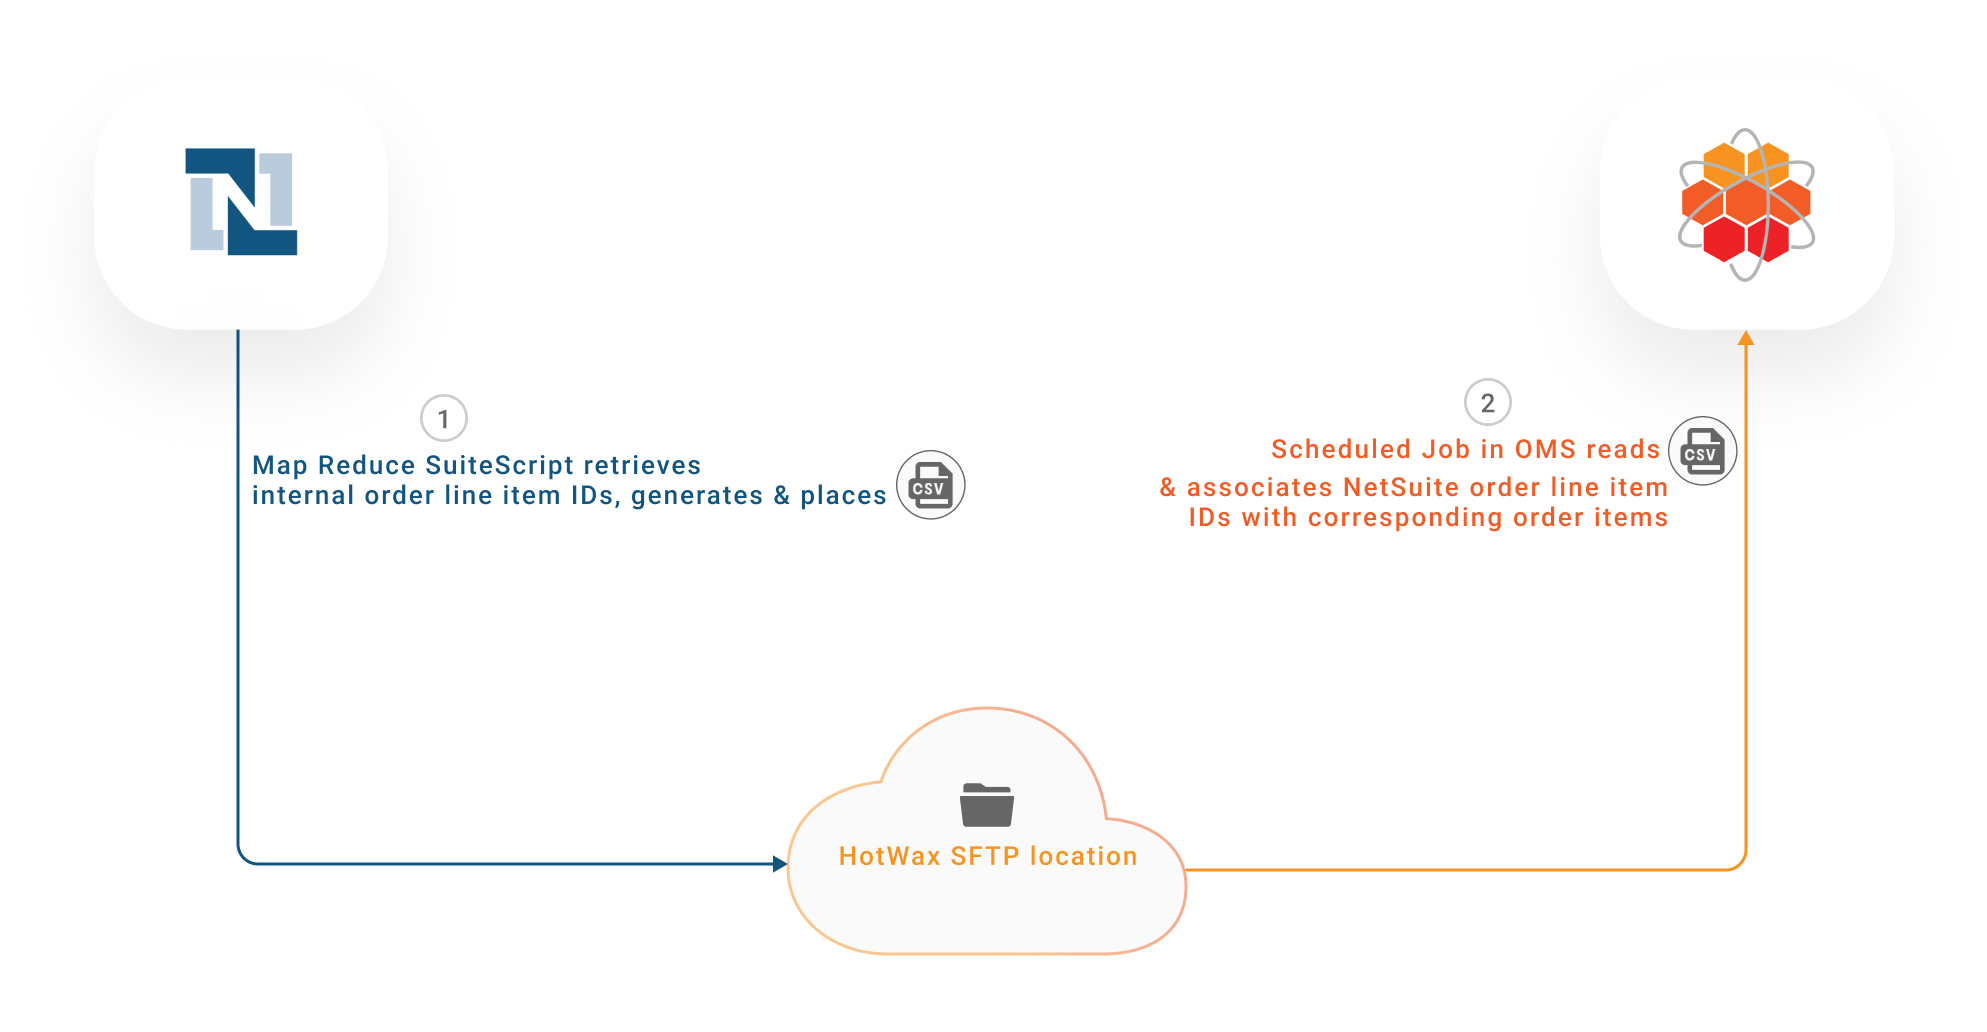 1
Map Reduce SuiteScript retrieves
internal order line item IDs, generates & places
CSV
2
Scheduled Job in OMS reads
CSV
& associates NetSuite order line item
IDs with corresponding order items
HotWax SFTP location